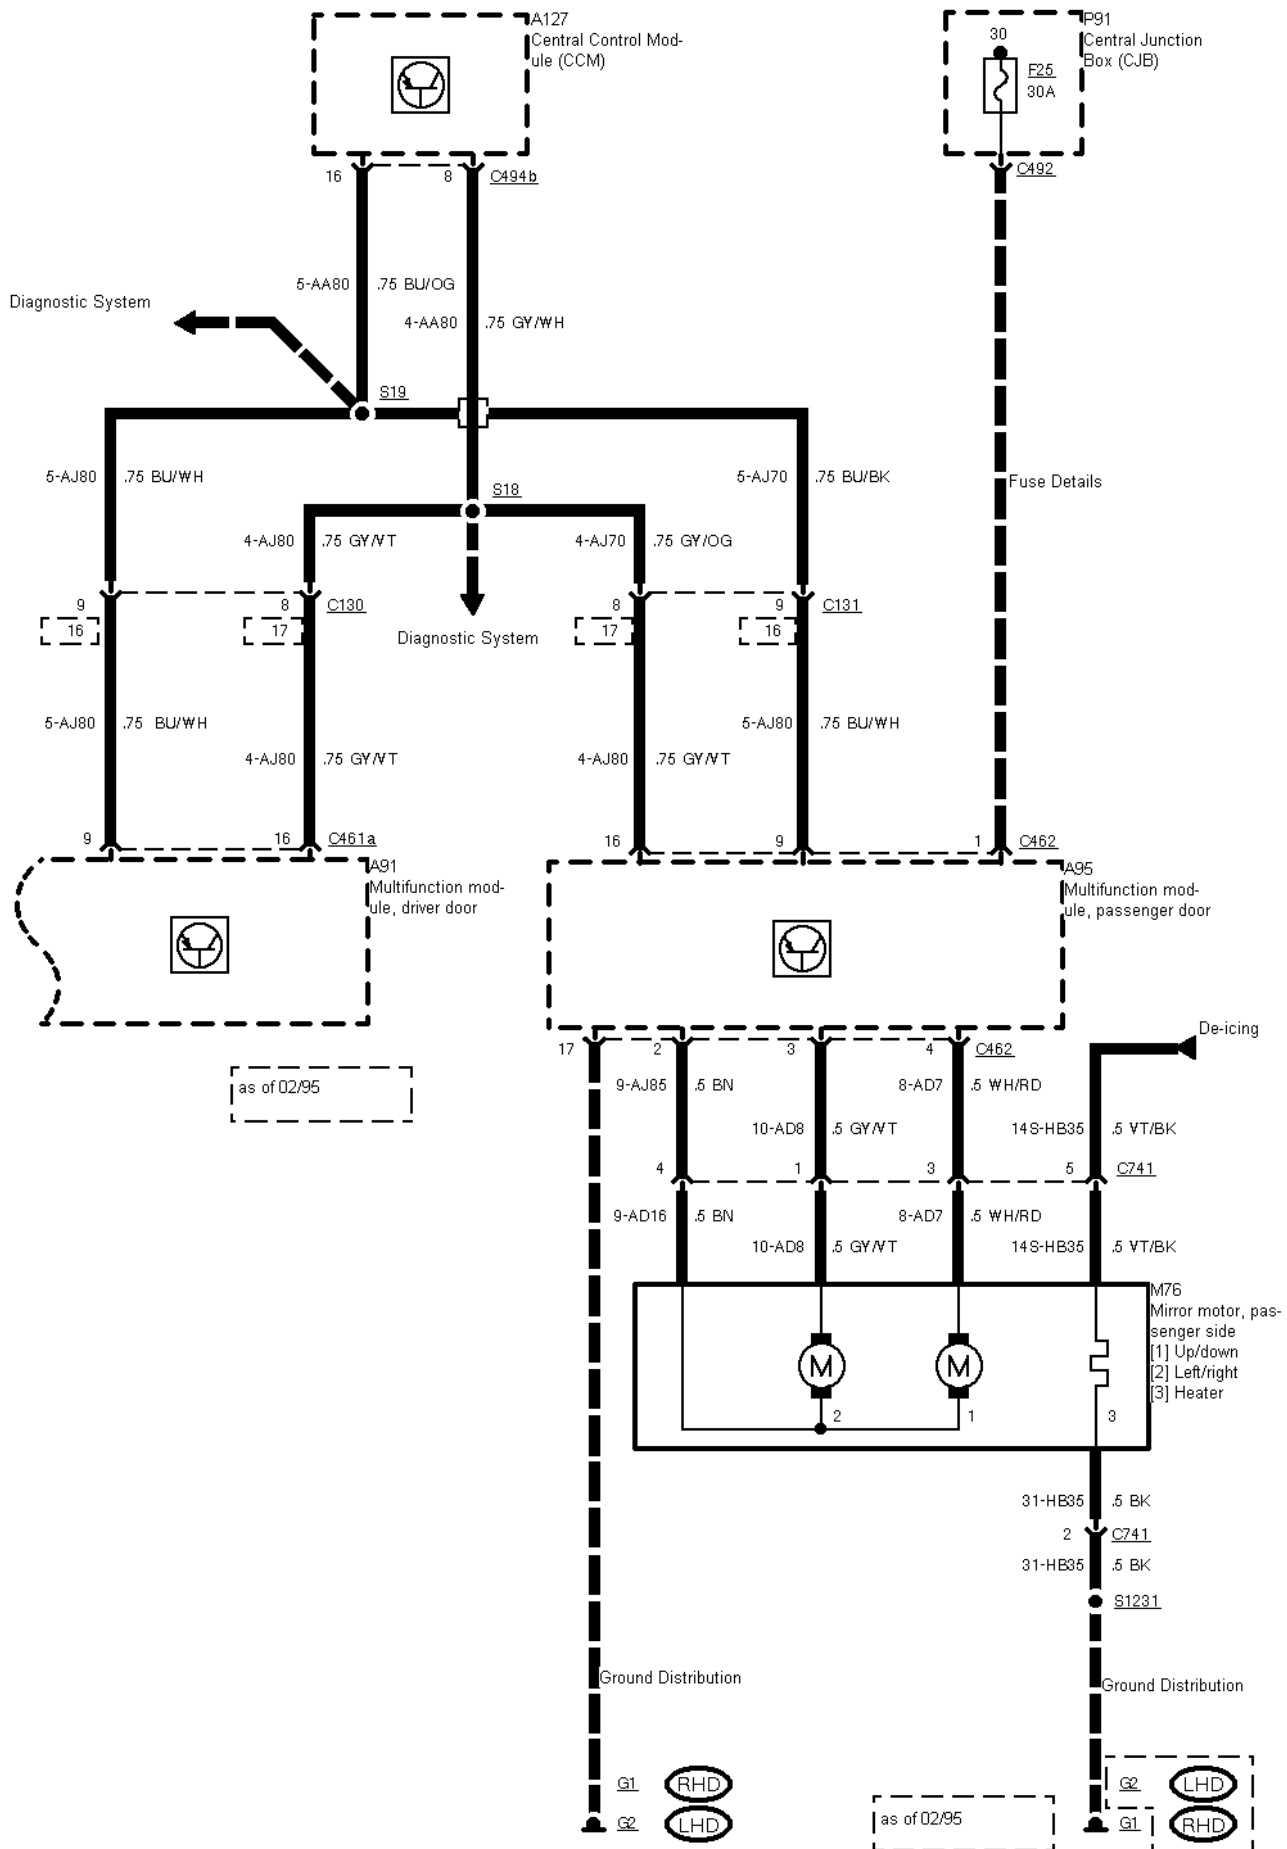 A127
Central Control Mod-
ule (CCM)
P91
Central Junction
Box (CJB)
30
F25
30A
16
8
C494b
C492
5-AA80
.75 BU/OG
4-AA80
.75 GY/WH
Diagnostic System
S19
5-AJ80
.75 BU/WH
S18
5-AJ70
.75 BU/BK
Fuse Details
4-AJ80
.75 GY/VT
4-AJ70
.75 GY/OG
9
8
C130
8
9
C131
16
17
Diagnostic System
17
16
5-AJ80
.75 BU/WH
5-AJ80
.75 BU/WH
4-AJ80
.75 GY/VT
4-AJ80
.75 GY/VT
9
16
C461a
16
9
1
C462
A91
Multifunction mod-
ule, driver door
A95
Multifunction mod-
ule, passenger door
De-icing
17
2
3
4
C462
as of 02/95
9-AJ85
.5 BN
8-AD7
.5 WH/RD
10-AD8
.5 GY/VT
14S-HB35
.5 VT/BK
4
1
3
5
C741
9-AD16
.5 BN
8-AD7
.5 WH/RD
10-AD8
.5 GY/VT
14S-HB35
.5 VT/BK
M76
Mirror motor, pas-
senger side
[1] Up/down
[2] Left/right
[3] Heater
M
M
2
1
3
31-HB35
.5 BK
2
C741
31-HB35
.5 BK
S1231
Ground Distribution
Ground Distribution
G1
RHD
G2
LHD
G2
LHD
as of 02/95
G1
RHD